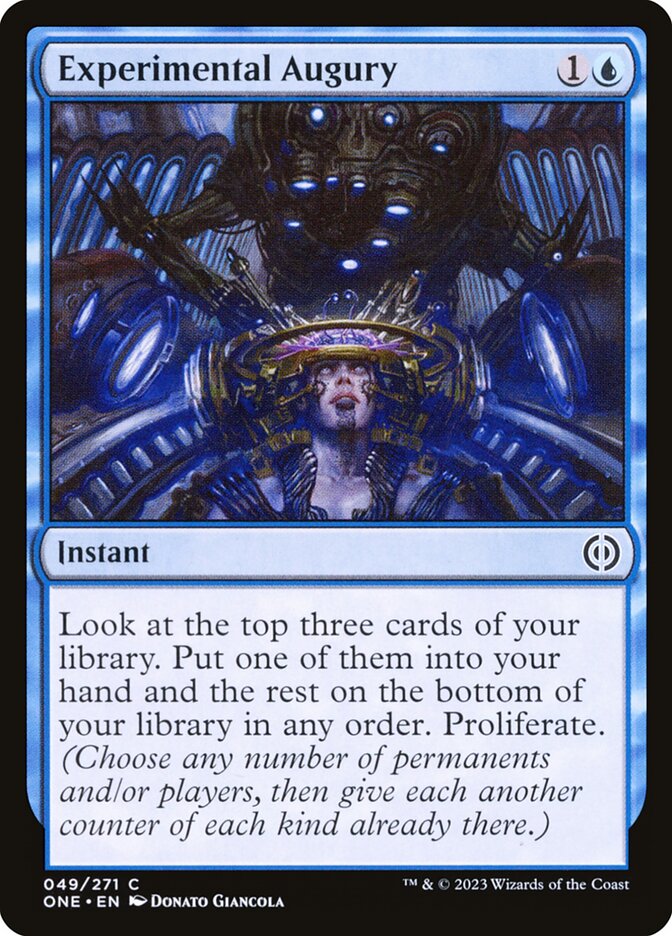 Experimental Augury 1
Instant
Look at the top three cards of your
library. Put one of them into your
hand and the rest on the bottom of
your library in any order. Proliferate.
(Choose any number of permanents
and/or players, then give each another
counter of each kind already there.)
049/271 C
ONE • EN Donato Giancola
™ & © 2023 Wizards of the Coast